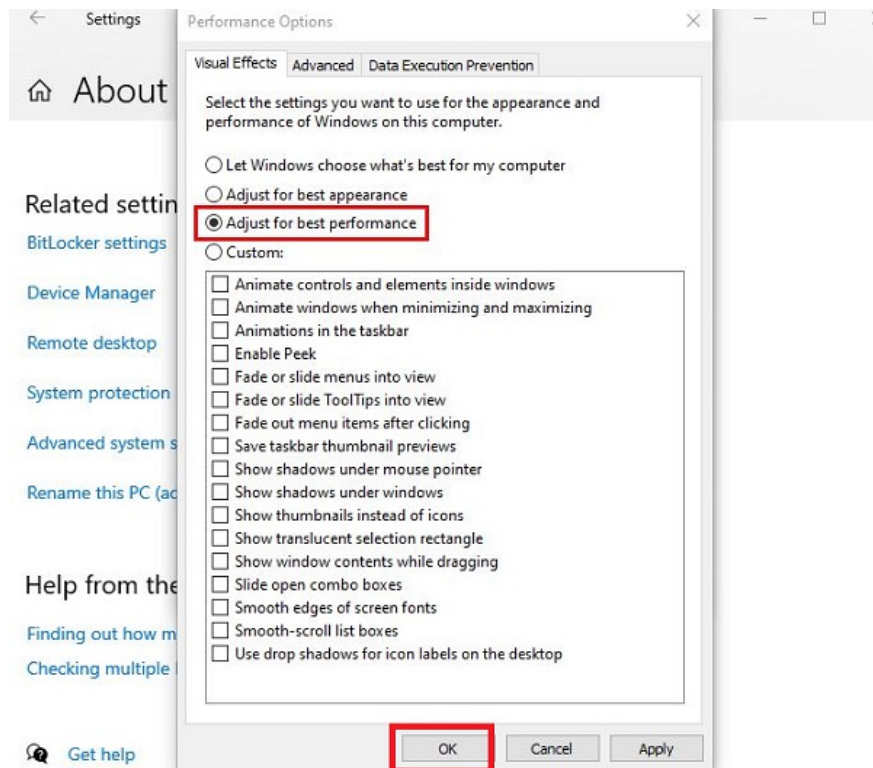 Settings
About
Related settin
BitLocker settings
Device Manager
Remote desktop
System protection
Advanced system s
Rename this PC (ac
Help from the
Finding out how m
Checking multiple
Get help
Performance Options
Visual Effects Advanced Data Execution Prevention
Select the settings you want to use for the appearance and
performance of Windows on this computer.
Let Windows choose what's best for my computer
Adjust for best appearance
Adjust for best performance
Custom:
Animate controls and elements inside windows
Animate windows when minimizing and maximizing
Animations in the taskbar
Enable Peek
Fade or slide menus into view
Fade or slide ToolTips into view
Fade out menu items after clicking
Save taskbar thumbnail previews
Show shadows under mouse pointer
Show shadows under windows
Show thumbnails instead of icons
Show translucent selection rectangle
Show window contents while dragging
Slide open combo boxes
Smooth edges of screen fonts
Smooth-scroll list boxes
Use drop shadows for icon labels on the desktop
OK Cancel Apply